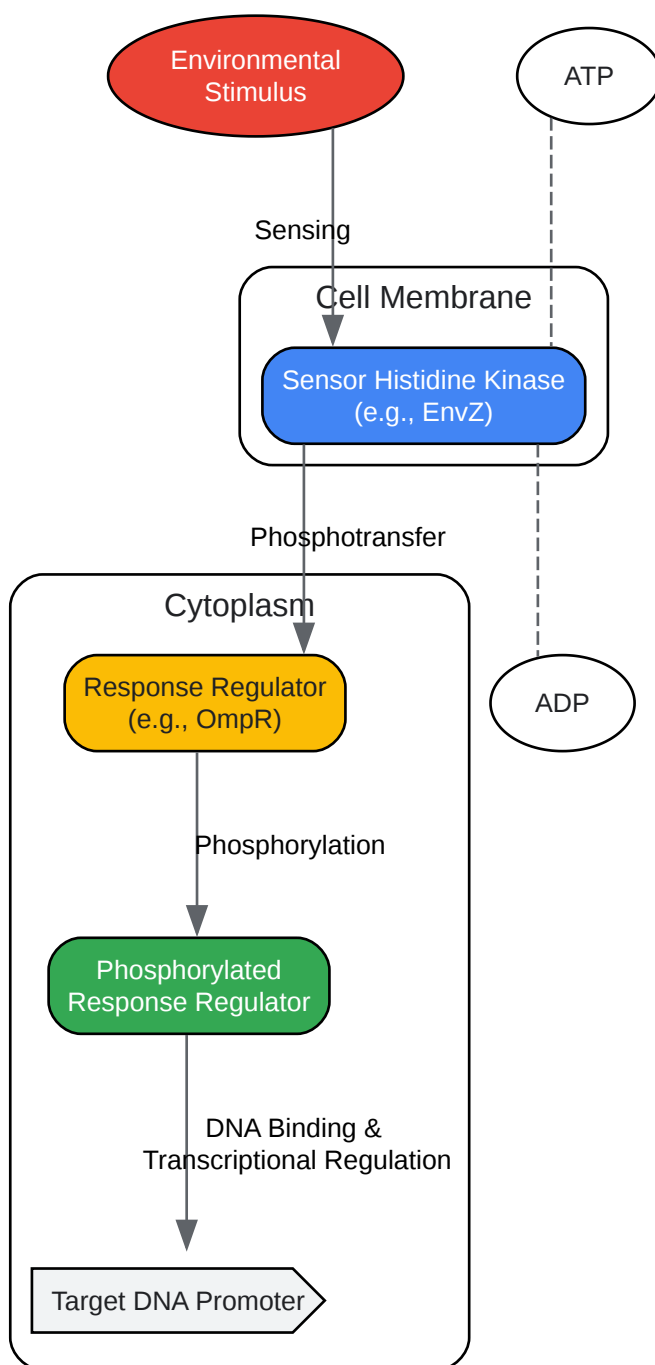 Environmental
Stimulus
ATP
Sensing
Cell Membrane
Sensor Histidine Kinase
(e.g., EnvZ)
Phosphotransfer
Cytoplasm
Response Regulator
(e.g., OmpR)
ADP
Phosphorylation
Phosphorylated
Response Regulator
DNA Binding &
Transcriptional Regulation
Target DNA Promoter